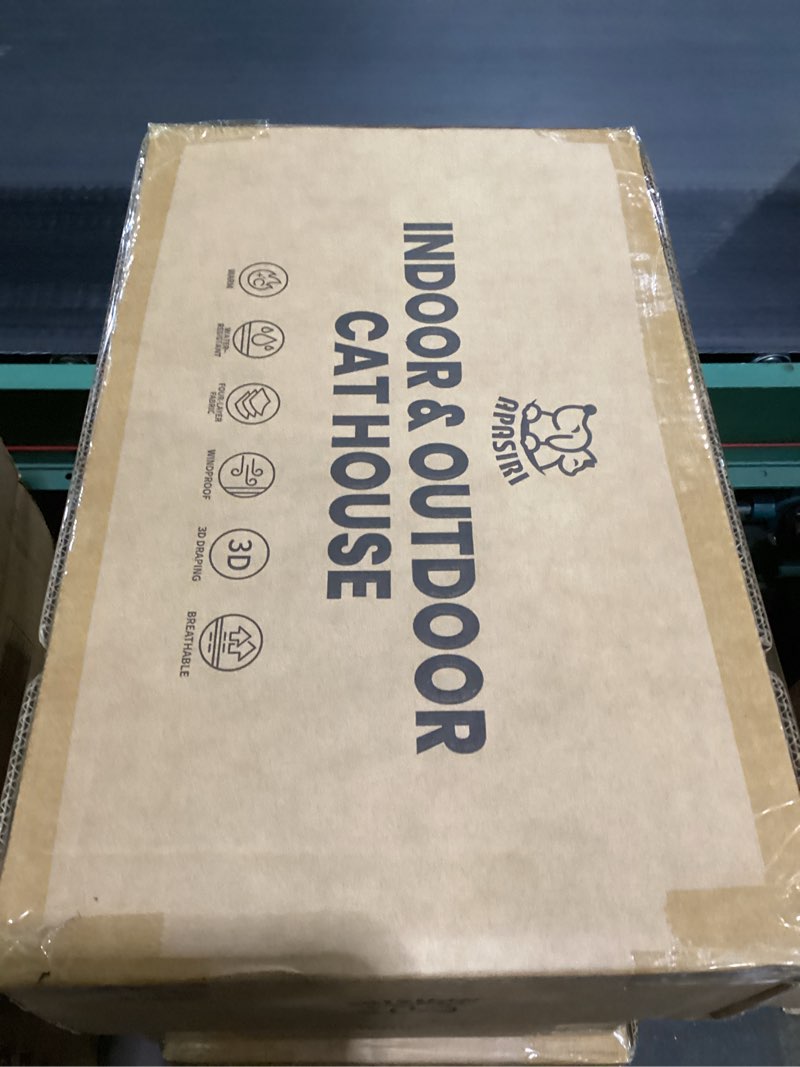 APASIRI
INDOOR & OUTDOOR
CAT HOUSE
3D
WARM
WATER-
RESISTANT
FOUR-LAYER
FABRIC
WINDPROOF
3D DRAPING
BREATHABLE